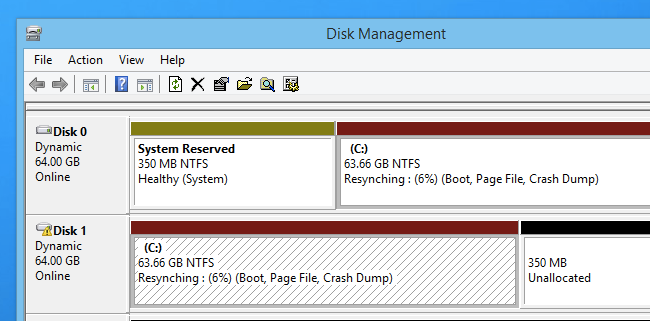 Disk Management
File Action View Help
Disk 0
Dynamic
64.00 GB
Online
System Reserved
350 MB NTFS
Healthy (System)
(C:)
63.66 GB NTFS
Resynching : (6%) (Boot, Page File, Crash Dump)
Disk 1
Dynamic
64.00 GB
Online
(C:)
63.66 GB NTFS
Resynching : (6%) (Boot, Page File, Crash Dump)
350 MB
Unallocated